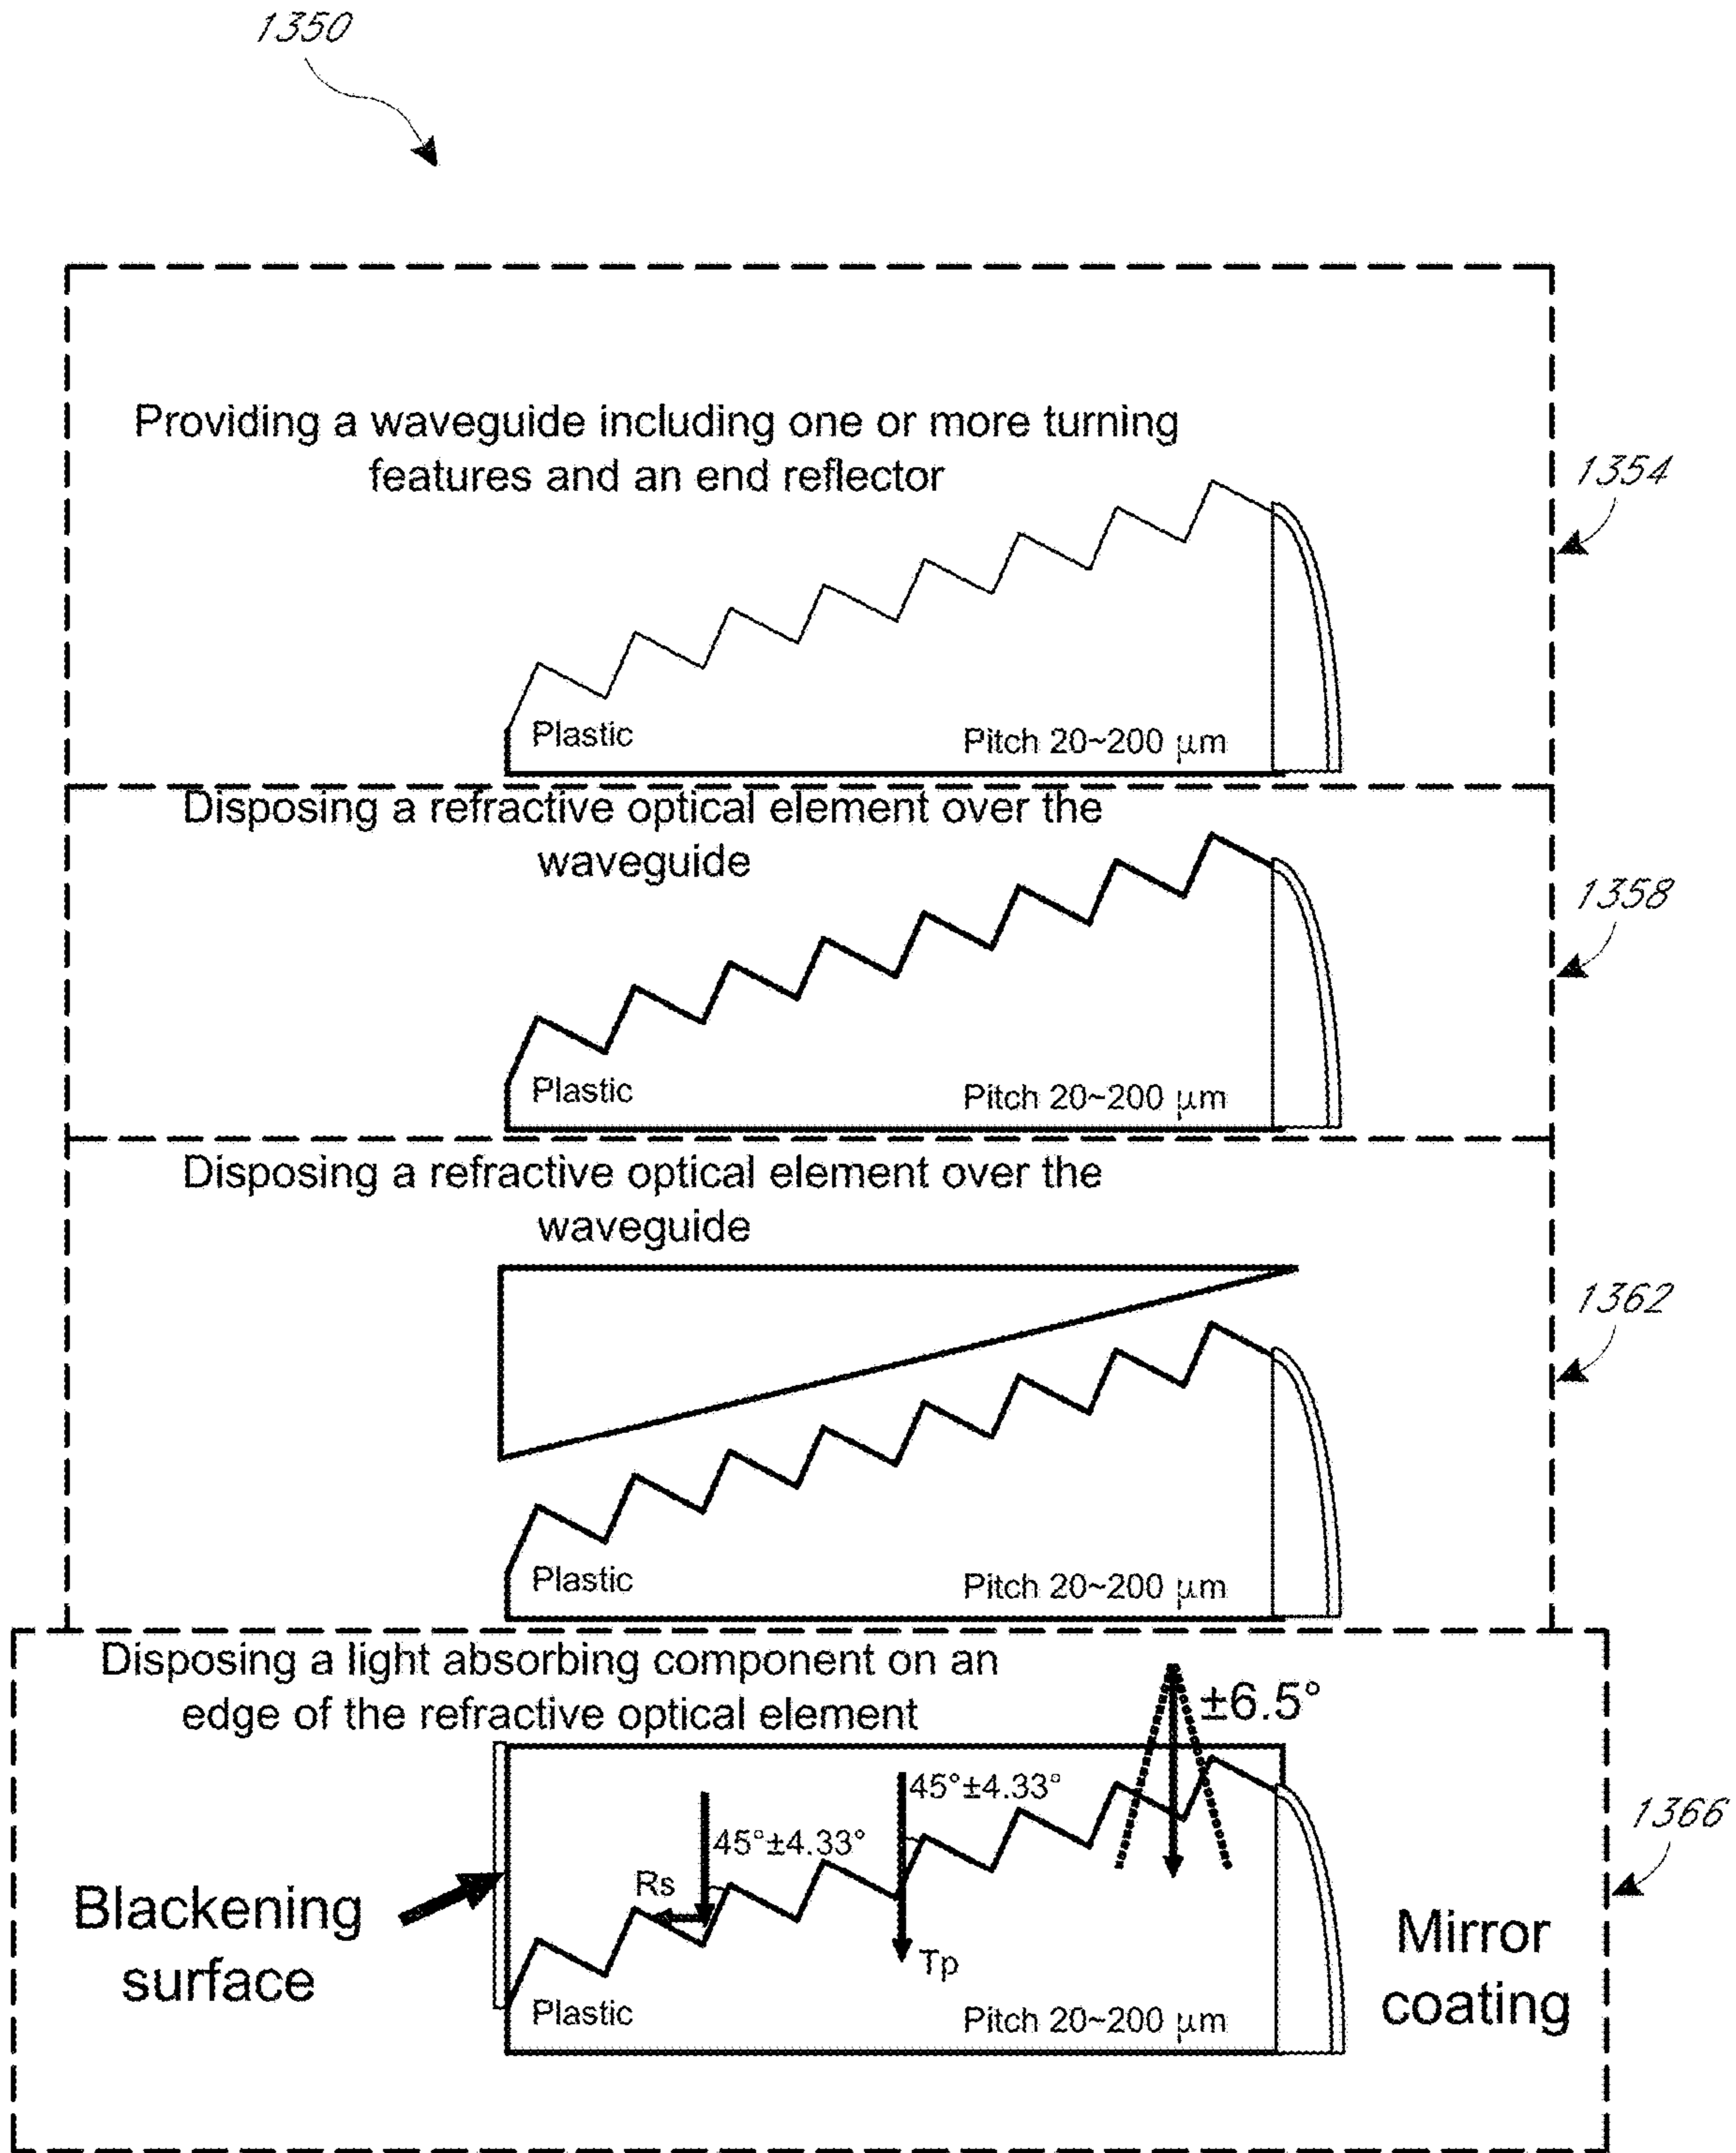 1350
Providing a waveguide including one or more turning
features and an end reflector
1354
Plastic
Pitch 20~200 μm
Disposing a refractive optical element over the
waveguide
1358
Plastic
Pitch 20~200 μm
Disposing a refractive optical element over the
waveguide
1362
Plastic
Pitch 20~200 μm
Disposing a light absorbing component on an
edge of the refractive optical element
±6.5°
45°±4.33°
45°±4.33°
1366
Rs
Blackening
surface
Tp
Mirror
coating
Plastic
Pitch 20~200 μm